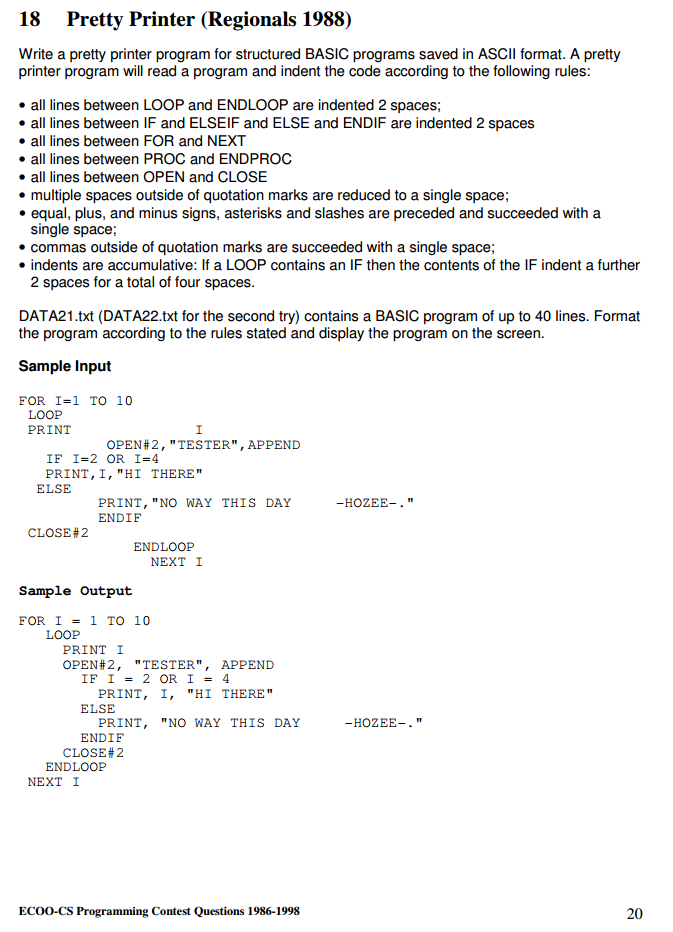 18 Pretty Printer (Regionals 1988)
Write a pretty printer program for structured BASIC programs saved in ASCII format. A pretty
printer program will read a program and indent the code according to the following rules:
• all lines between LOOP and ENDLOOP are indented 2 spaces;
• all lines between IF and ELSEIF and ELSE and ENDIF are indented 2 spaces
• all lines between FOR and NEXT
• all lines between PROC and ENDPROC
• all lines between OPEN and CLOSE
• multiple spaces outside of quotation marks are reduced to a single space;
• equal, plus, and minus signs, asterisks and slashes are preceded and succeeded with a
single space;
• commas outside of quotation marks are succeeded with a single space;
• indents are accumulative: If a LOOP contains an IF then the contents of the IF indent a further
2 spaces for a total of four spaces.
DATA21.txt (DATA22.txt for the second try) contains a BASIC program of up to 40 lines. Format
the program according to the rules stated and display the program on the screen.
Sample Input
FOR I=1 TO 10
 LOOP
 PRINT              I
          OPEN#2,"TESTER",APPEND
   IF I=2 OR I=4
   PRINT,I,"HI THERE"
  ELSE
         PRINT,"NO WAY THIS DAY     -HOZEE-."
         ENDIF
 CLOSE#2
             ENDLOOP
               NEXT I
Sample Output
FOR I = 1 TO 10
   LOOP
     PRINT I
     OPEN#2, "TESTER", APPEND
       IF I = 2 OR I = 4
         PRINT, I, "HI THERE"
       ELSE
         PRINT, "NO WAY THIS DAY     -HOZEE-."
       ENDIF
     CLOSE#2
   ENDLOOP
 NEXT I
ECOO-CS Programming Contest Questions 1986-1998
20